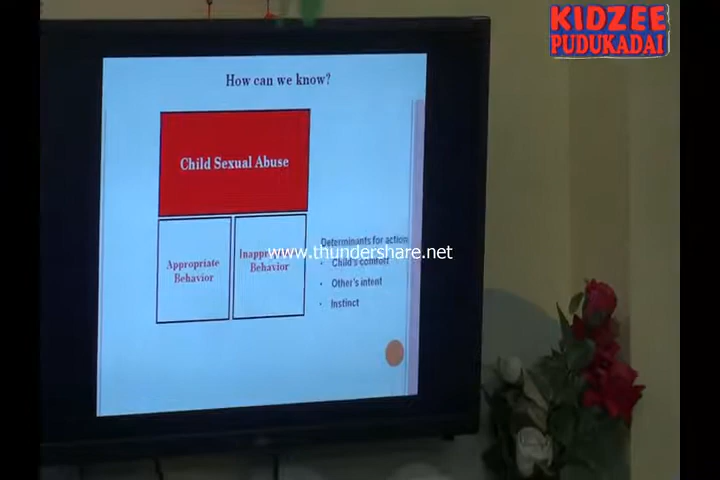 KIDZEE
PUDUKADAI
How can we know?
Child Sexual Abuse
Appropriate
Behavior
Behavior
Determinants for action
www.thundershare.net
• Child's comfort
• Other's intent
• Instinct